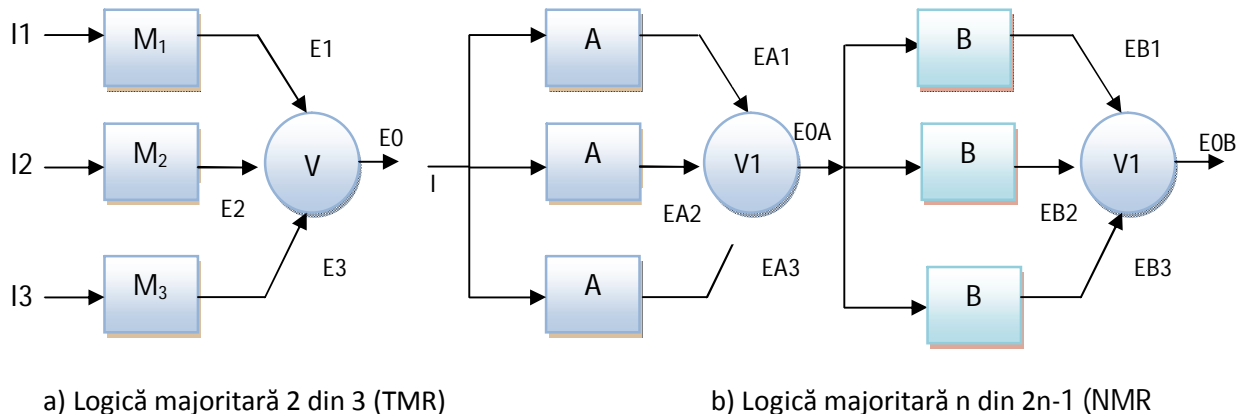 I1
M1
E1
I2
M2
E2
V
E0
I3
M3
E3
I
A
EA1
A
EA2
A
EA3
V1
E0A
B
EB1
B
EB2
B
EB3
V1
E0B
a) Logică majoritară 2 din 3 (TMR)
b) Logică majoritară n din 2n-1 (NMR